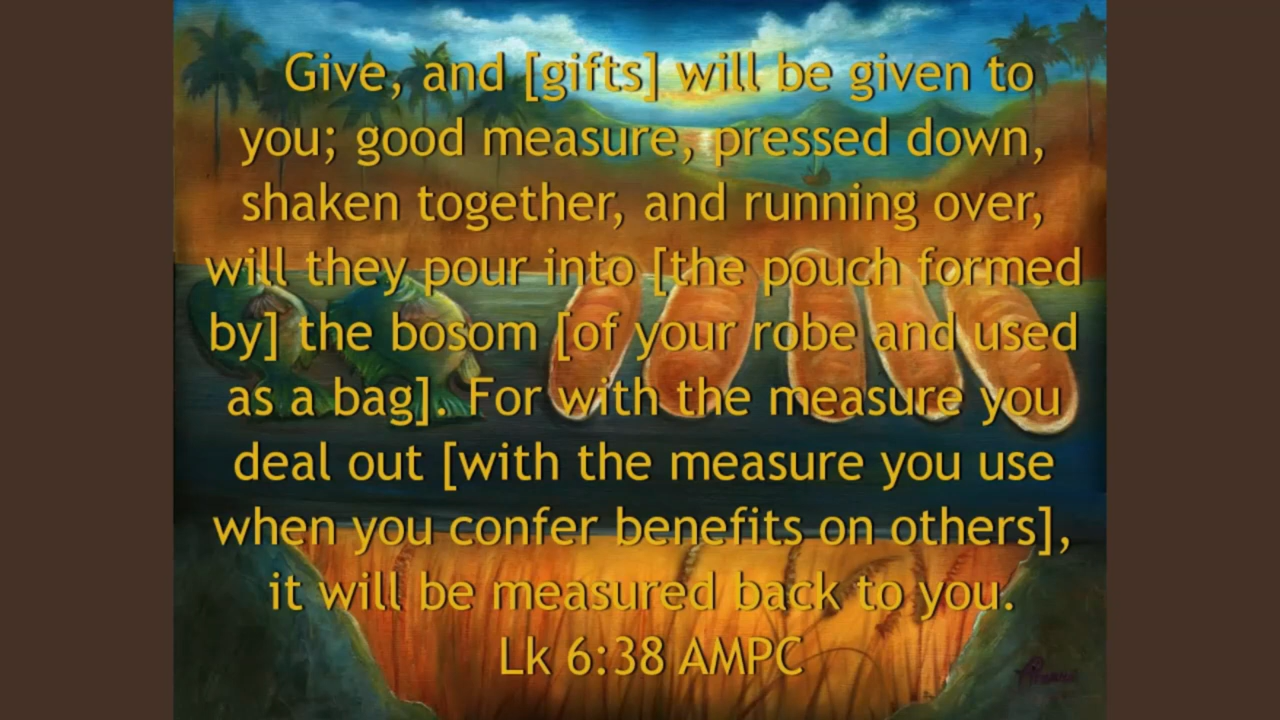 Give, and [gifts] will be given to
you; good measure, pressed down,
shaken together, and running over,
will they pour into [the pouch formed
by] the bosom [of your robe and used
as a bag]. For with the measure you
deal out [with the measure you use
when you confer benefits on others],
it will be measured back to you.
Lk 6:38 AMPC